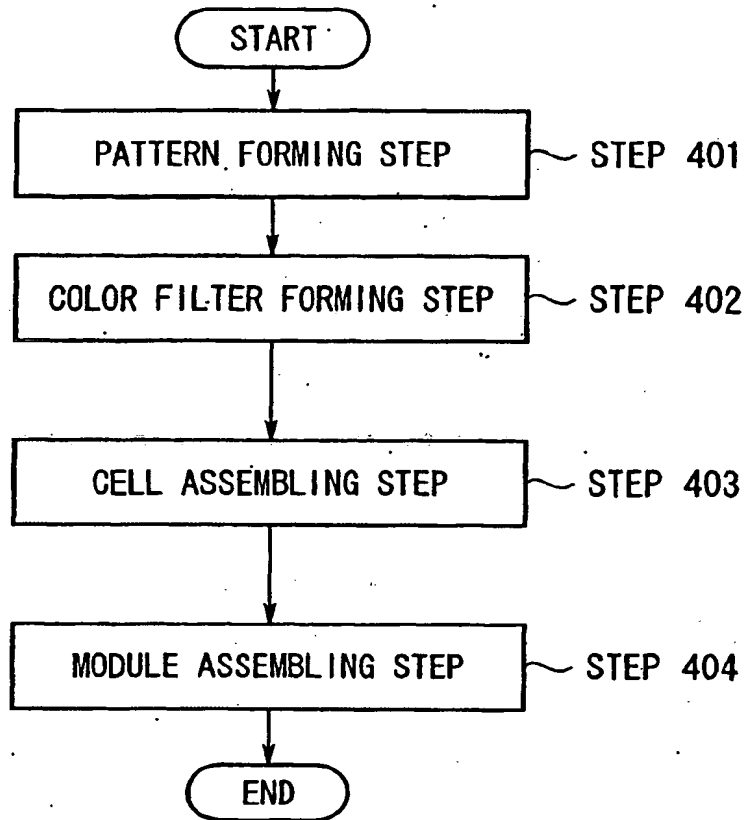 START
PATTERN FORMING STEP STEP 401
COLOR FILTER FORMING STEP STEP 402
CELL ASSEMBLING STEP STEP 403
MODULE ASSEMBLING STEP STEP 404
END